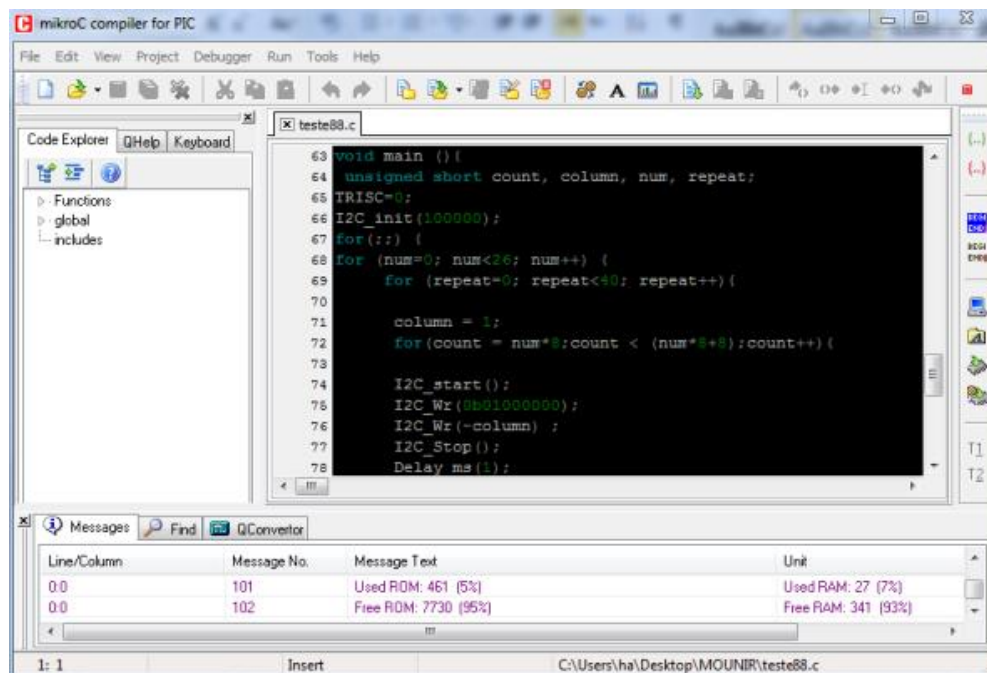 mikroC compiler for PIC
File Edit View Project Debugger Run Tools Help
Code Explorer QHelp Keyboard
Functions
global
includes
teste88.c
63 void main (){
64 unsigned short count, column, num, repeat;
65 TRISC=0;
66 I2C_init(100000);
67 for(;;) {
68 for (num=0; num<26; num++) {
69 for (repeat=0; repeat<40; repeat++){
70
71 column = 1;
72 for(count = num*8;count < (num*8+8);count++){
73
74 I2C_start();
75 I2C_Wr(0b01000000);
76 I2C_Wr(~column) ;
77 I2C_Stop();
78 Delay_ms(1);
T1
T2
Messages Find QConvertor
Line/Column Message No. Message Text Unit
0:0 101 Used ROM: 461 (5%) Used RAM: 27 (7%)
0:0 102 Free ROM: 7730 (95%) Free RAM: 341 (93%)
1: 1 Insert C:\Users\ha\Desktop\MOUNIR\teste88.c